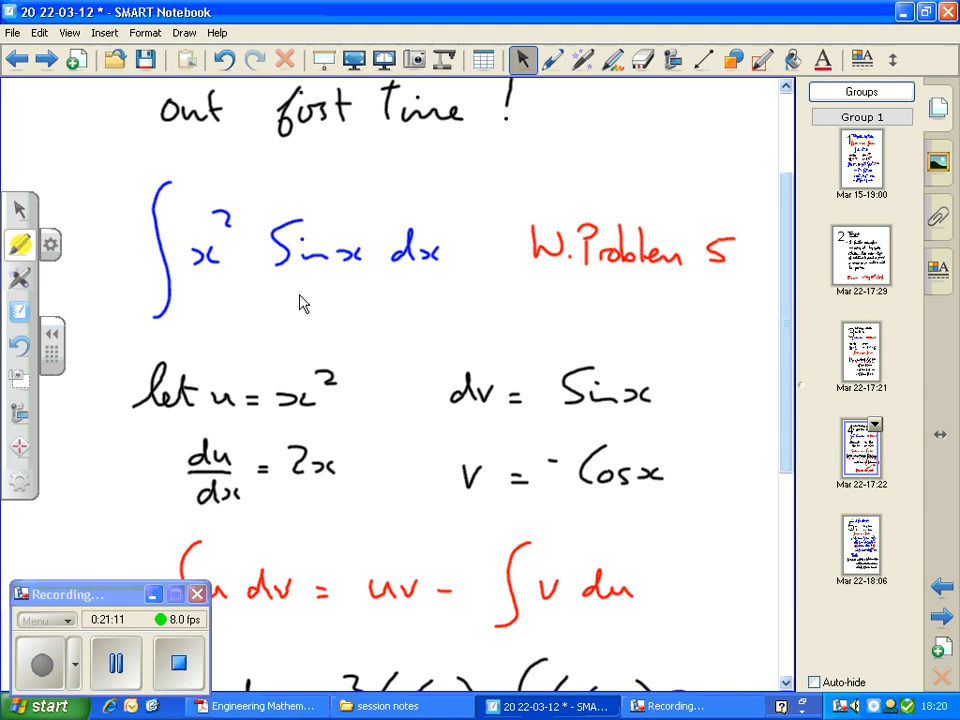 20 22-03-12 * - SMART Notebook
File Edit View Insert Format Draw Help
out first time !
∫ x² Sinx dx W. Problem 5
let u = x² dv = Sinx
du/dx = 2x v = -Cosx
∫ u dv = uv - ∫ v du
Groups
Group 1
Mar 15-19:00
Mar 22-17:29
Mar 22-17:21
Mar 22-17:22
Mar 22-18:06
Auto-hide
Recording...
Menu 0:21:11 8.0 fps
start Engineering Mathem... session notes 20 22-03-12 * - SMA... Recording... 18:20